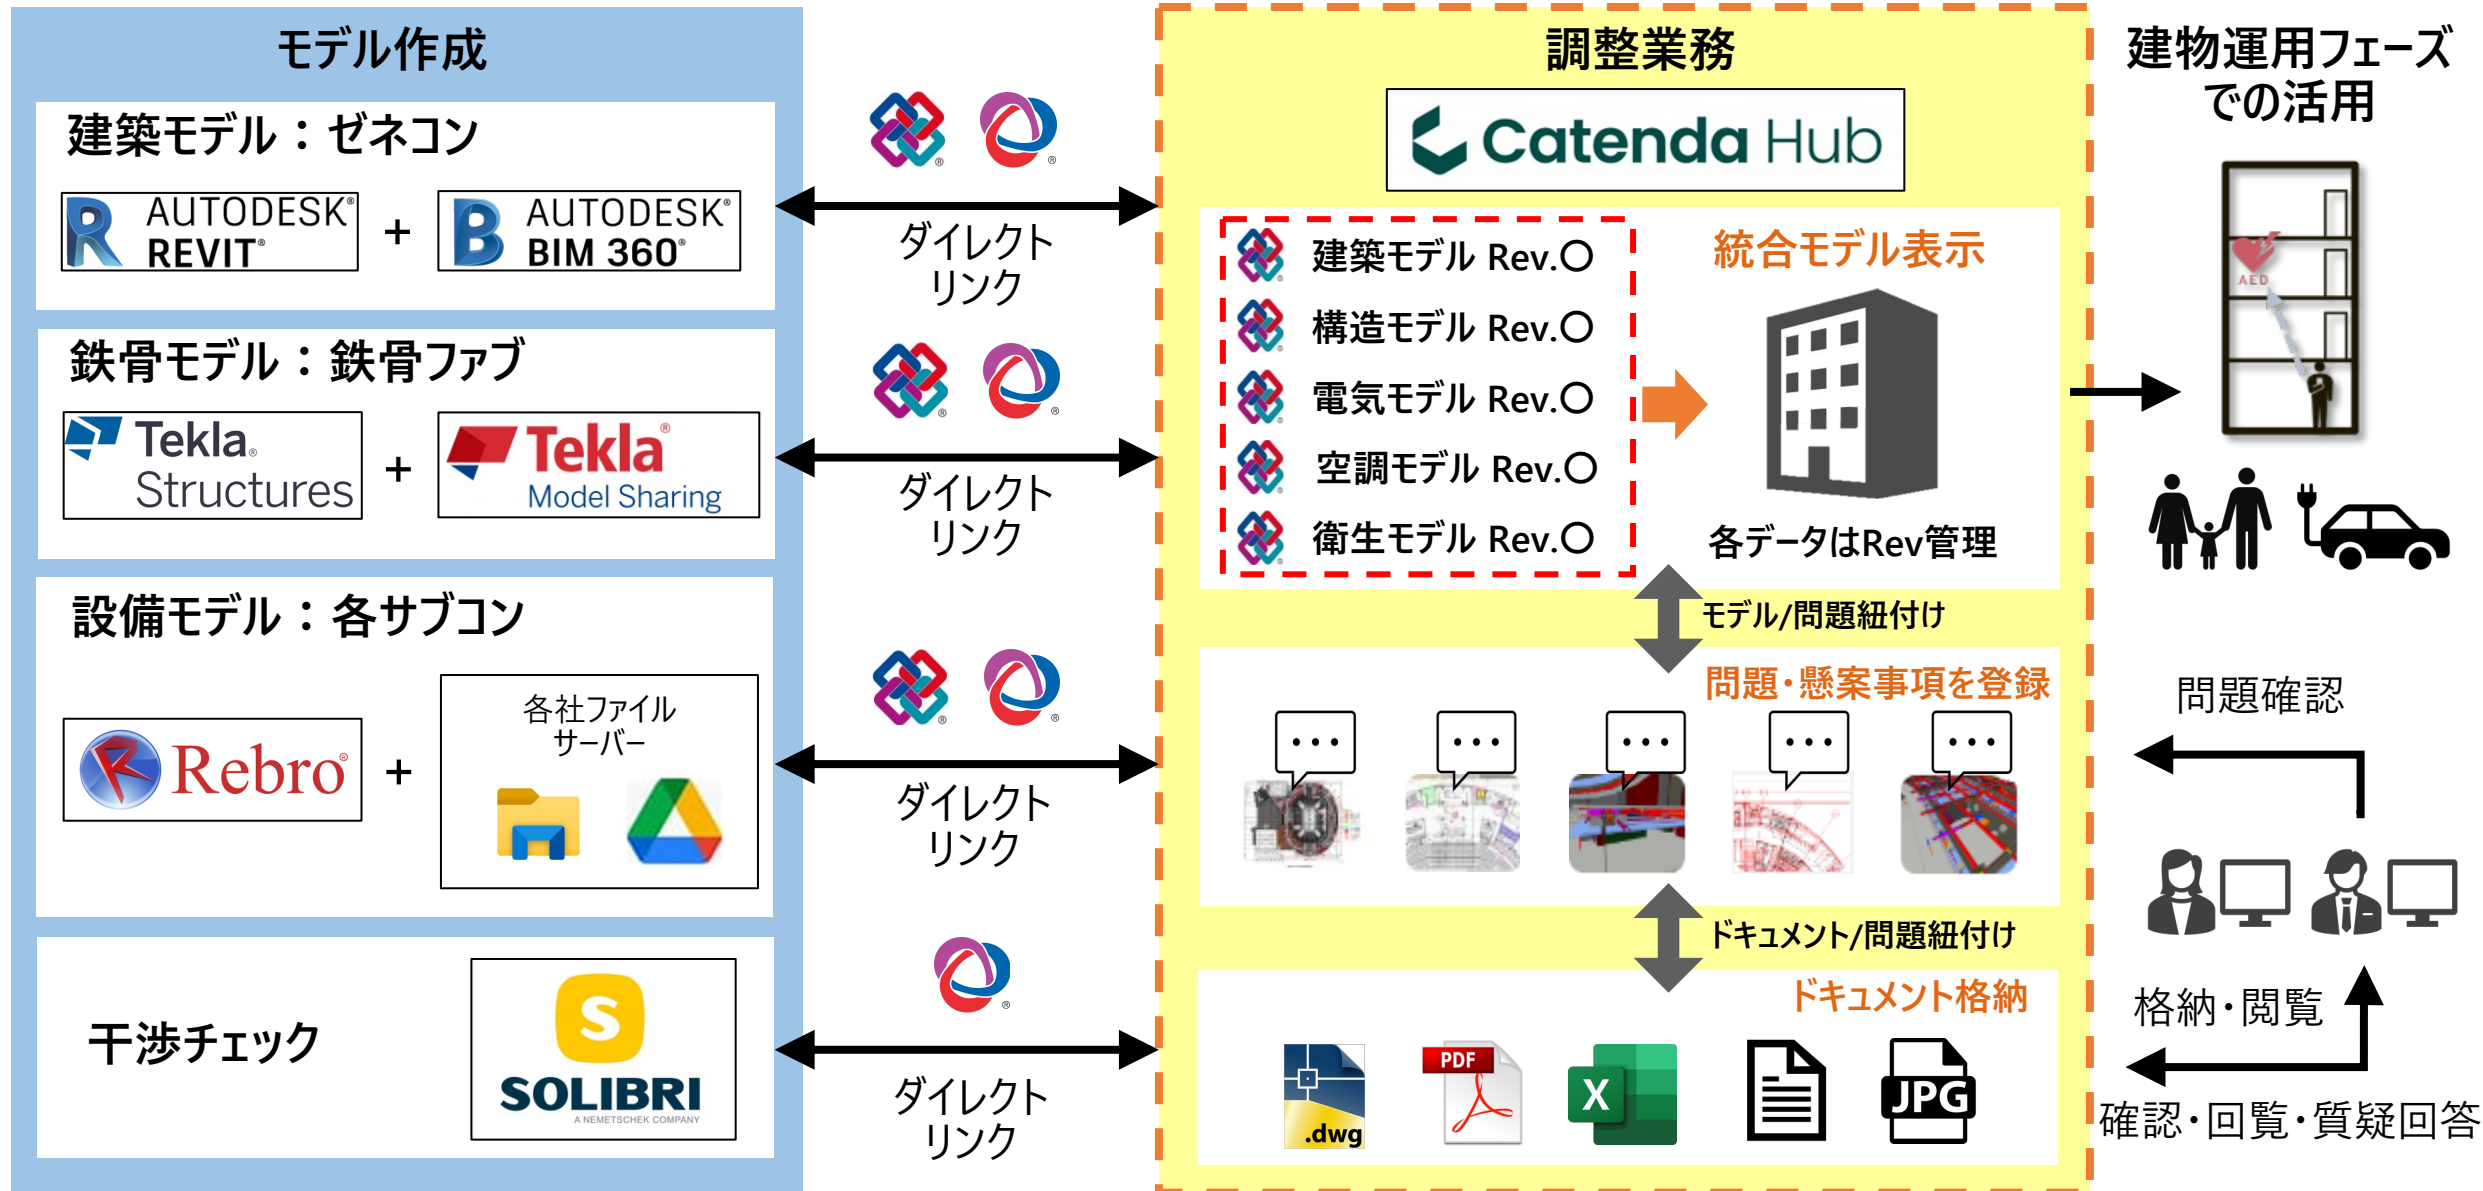 モデル作成
建築モデル：ゼネコン
AUTODESK®
REVIT®
+
AUTODESK®
BIM 360®
鉄骨モデル：鉄骨ファブ
Tekla®
Structures
+
Tekla®
Model Sharing
設備モデル：各サブコン
Rebro®
+
各社ファイル
サーバー
干渉チェック
S
SOLIBRI
A NEMETSCHEK COMPANY
®
®
ダイレクト
リンク
®
®
ダイレクト
リンク
®
®
ダイレクト
リンク
®
ダイレクト
リンク
調整業務
Catenda Hub
建築モデル Rev.〇
構造モデル Rev.〇
電気モデル Rev.〇
空調モデル Rev.〇
衛生モデル Rev.〇
統合モデル表示
各データはRev管理
モデル/問題紐付け
問題・懸案事項を登録
ドキュメント/問題紐付け
ドキュメント格納
.dwg
PDF
X
JPG
建物運用フェーズ
での活用
AED
問題確認
格納・閲覧
確認・回覧・質疑回答